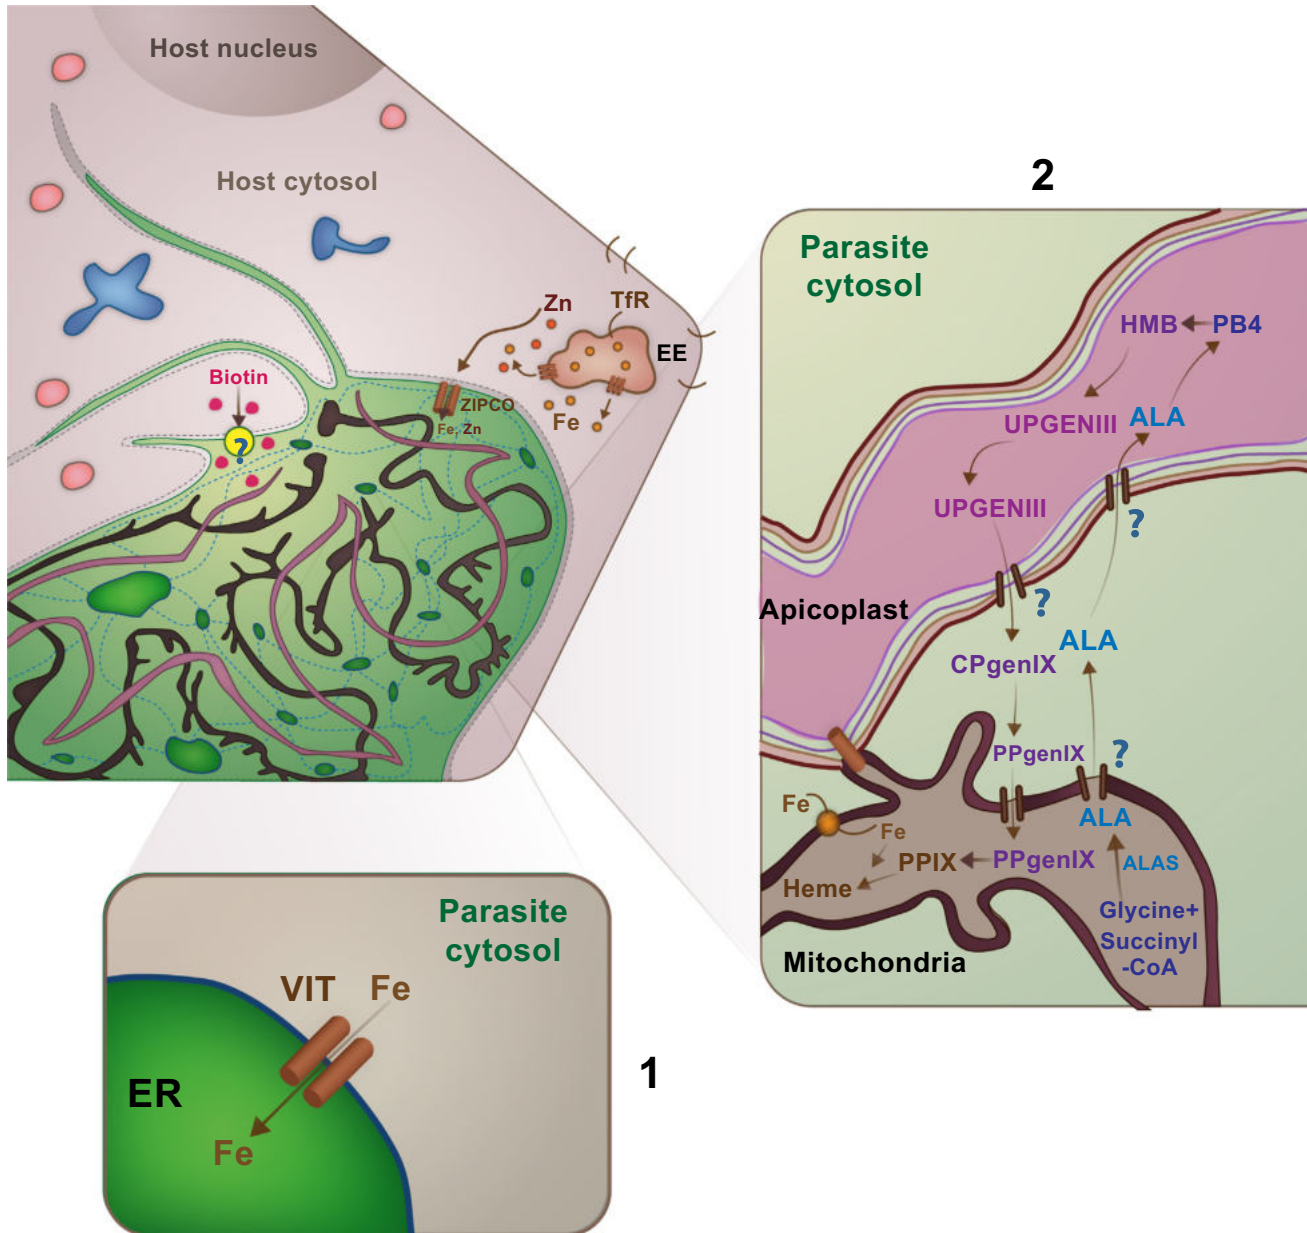 Host nucleus
Host cytosol
Zn
TfR
EE
Biotin
ZIPCO
Fe, Zn
Fe
?
2
Parasite
cytosol
HMB
PB4
UPGENIII
ALA
UPGENIII
?
Apicoplast
?
ALA
CPgenIX
PPgenIX
?
Fe
Fe
ALA
PPIX
PPgenIX
ALAS
Heme
Glycine+
Succinyl
-CoA
Mitochondria
Parasite
cytosol
VIT
Fe
ER
Fe
1